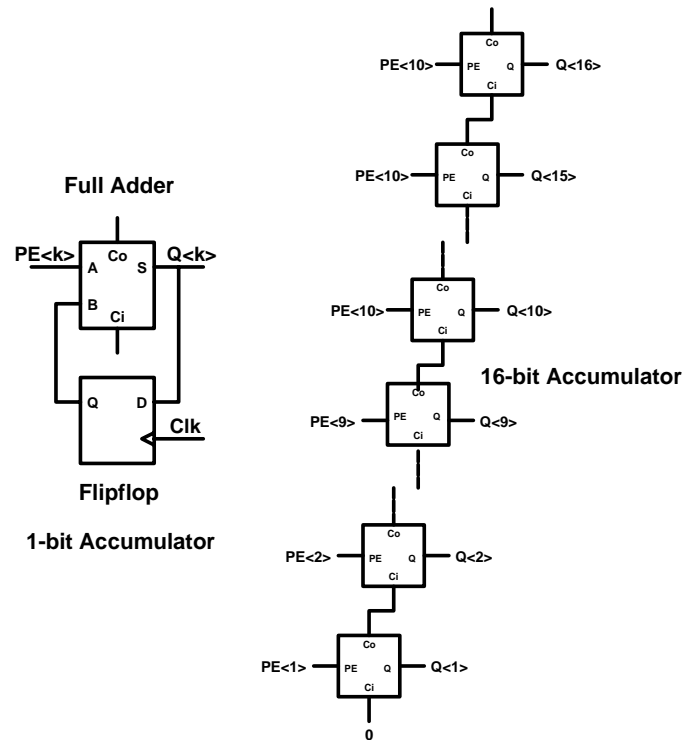 Full Adder
PE<k>
Co
Q<k>
A
S
B
Ci
Q
D
Clk
Flipflop
1-bit Accumulator
Co
PE<10>
PE
Q
Q<16>
Ci
Co
PE<10>
PE
Q
Q<15>
Ci
Co
PE<10>
PE
Q
Q<10>
Ci
16-bit Accumulator
Co
PE<9>
PE
Q
Q<9>
Ci
Co
PE<2>
PE
Q
Q<2>
Ci
Co
PE<1>
PE
Q
Q<1>
Ci
0